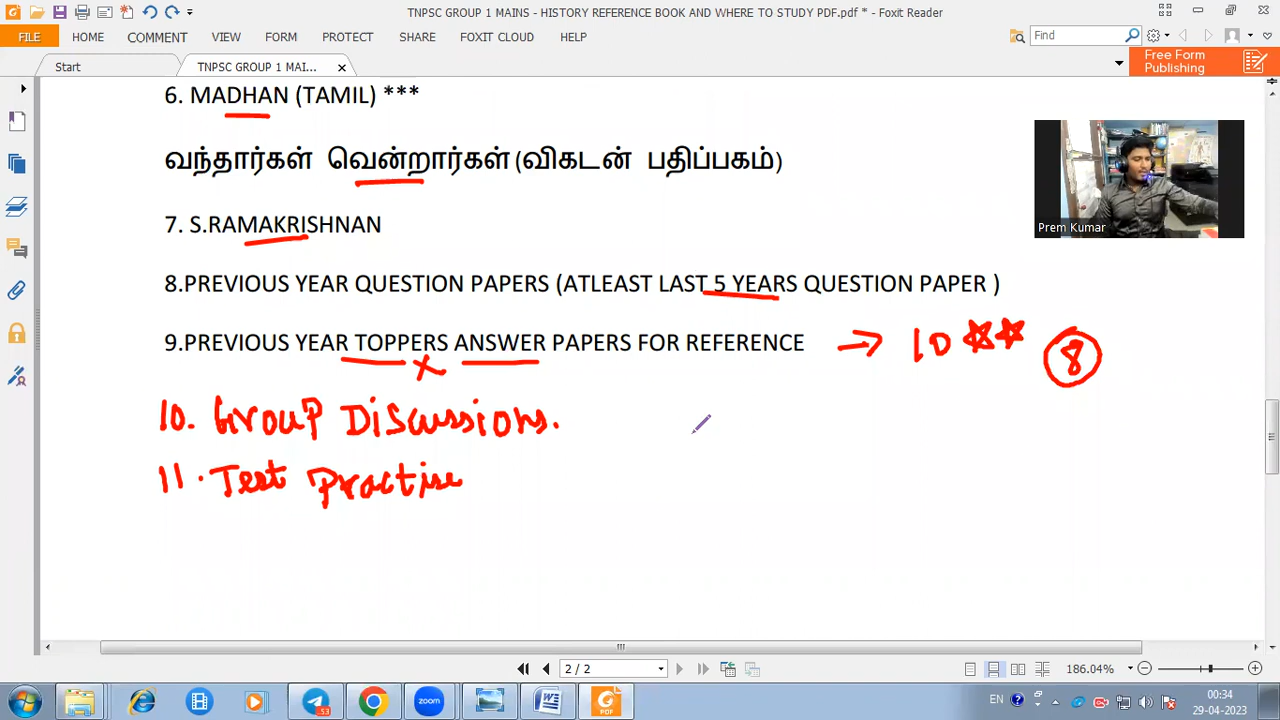 TNPSC GROUP 1 MAINS - HISTORY REFERENCE BOOK AND WHERE TO STUDY PDF.pdf * - Foxit Reader
FILE HOME COMMENT VIEW FORM PROTECT SHARE FOXIT CLOUD HELP
Find
Start
TNPSC GROUP 1 MAI...
Free Form
Publishing
6. MADHAN (TAMIL) ***
வந்தார்கள் வென்றார்கள் (விகடன் பதிப்பகம்)
Prem Kumar
7. S.RAMAKRISHNAN
8.PREVIOUS YEAR QUESTION PAPERS (ATLEAST LAST 5 YEARS QUESTION PAPER )
9.PREVIOUS YEAR TOPPERS ANSWER PAPERS FOR REFERENCE → 10 ☆☆ 8
X
10. Group Discussions.
11. Test Practise
2 / 2
186.04%
53
zoom
PDF
EN
00:34
29-04-2023